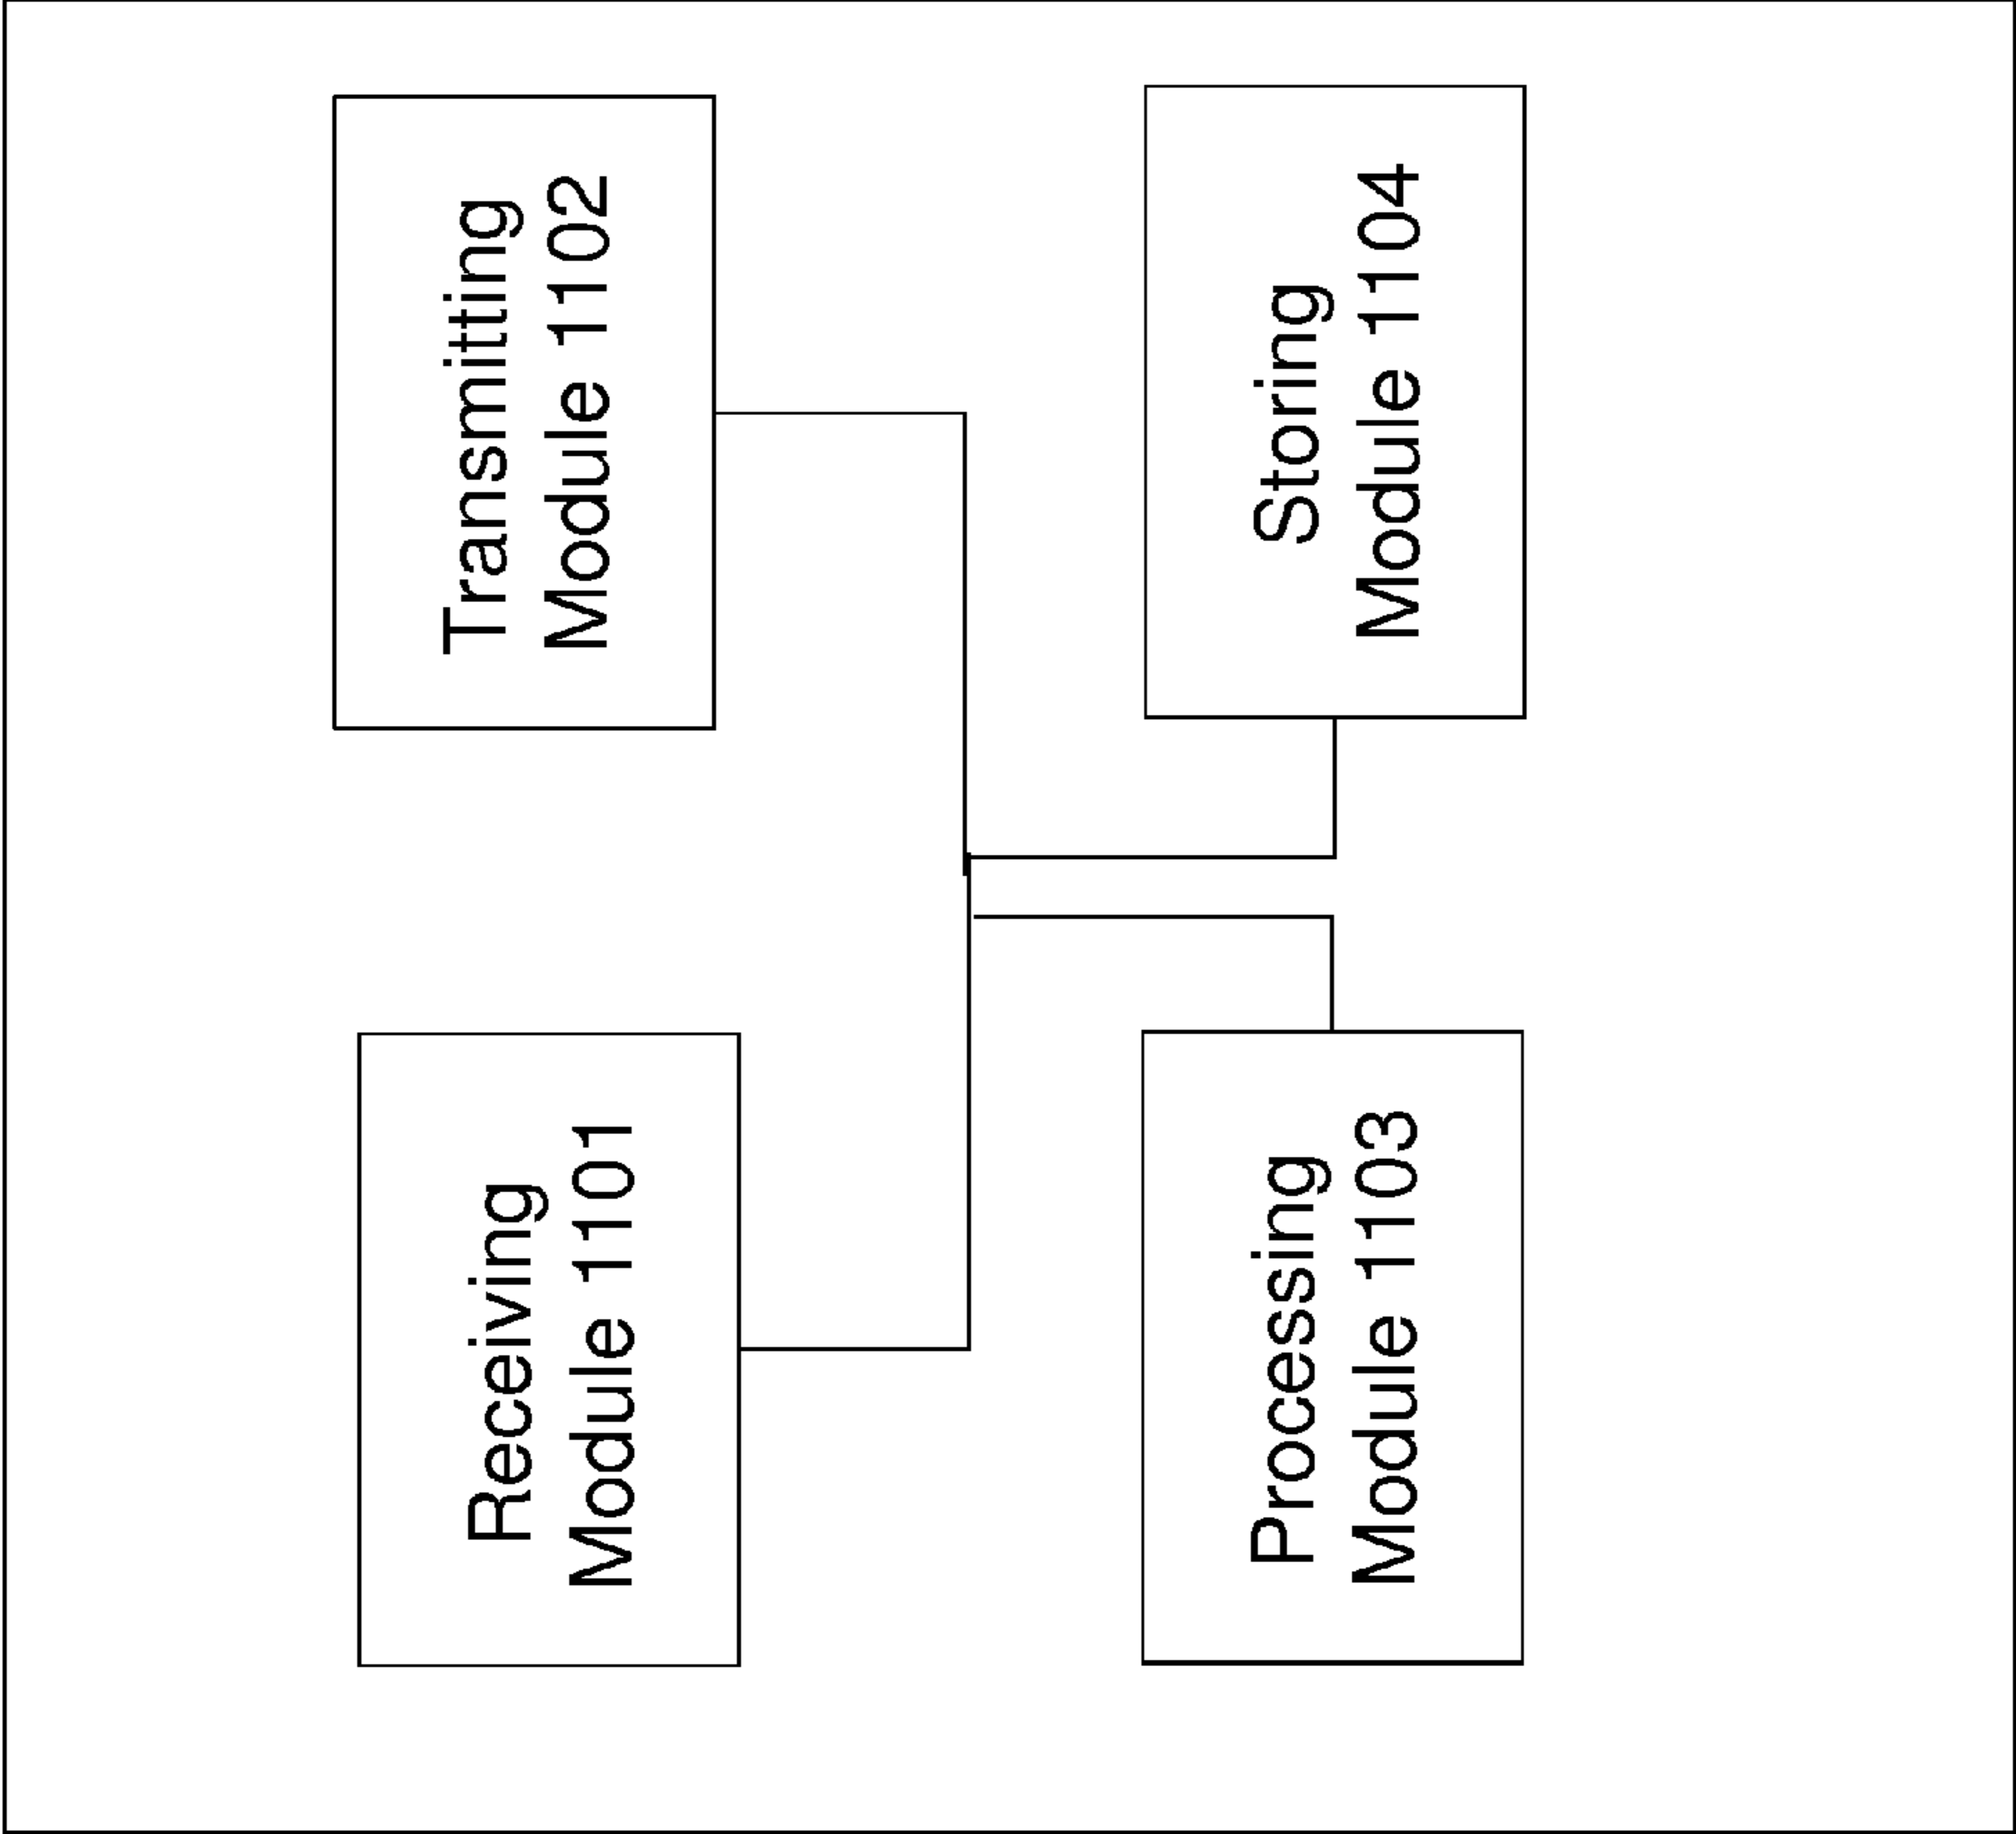 Receiving
Module 1101
Transmitting
Module 1102
Processing
Module 1103
Storing
Module 1104